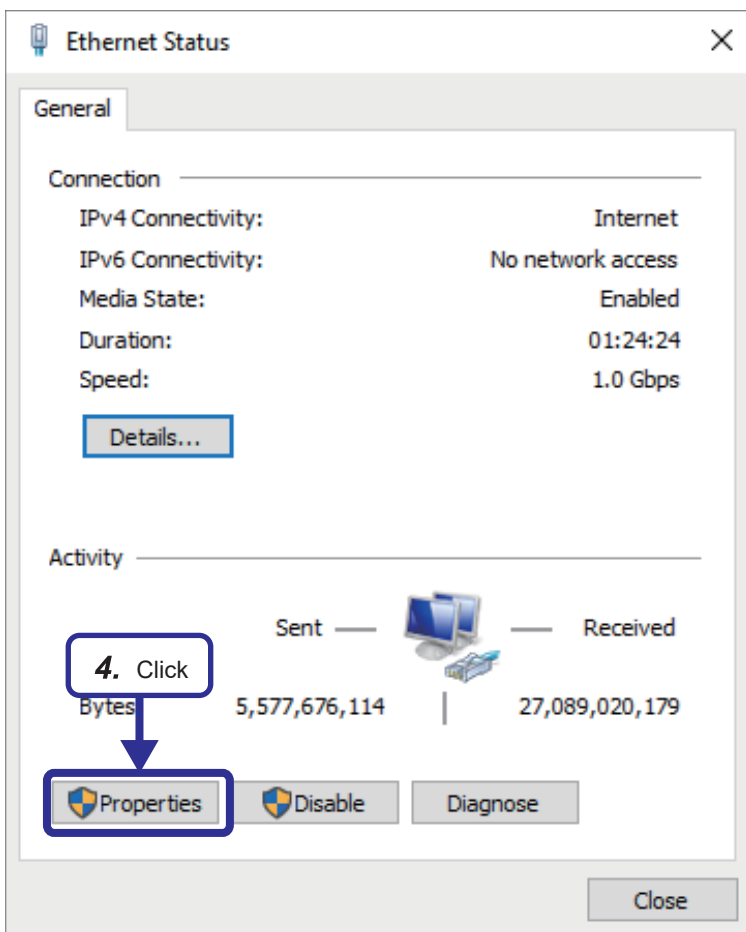 Ethernet Status
General
Connection
IPv4 Connectivity: Internet
IPv6 Connectivity: No network access
Media State: Enabled
Duration: 01:24:24
Speed: 1.0 Gbps
Details...
Activity
Sent Received
4. Click
Bytes 5,577,676,114 27,089,020,179
Properties Disable Diagnose
Close